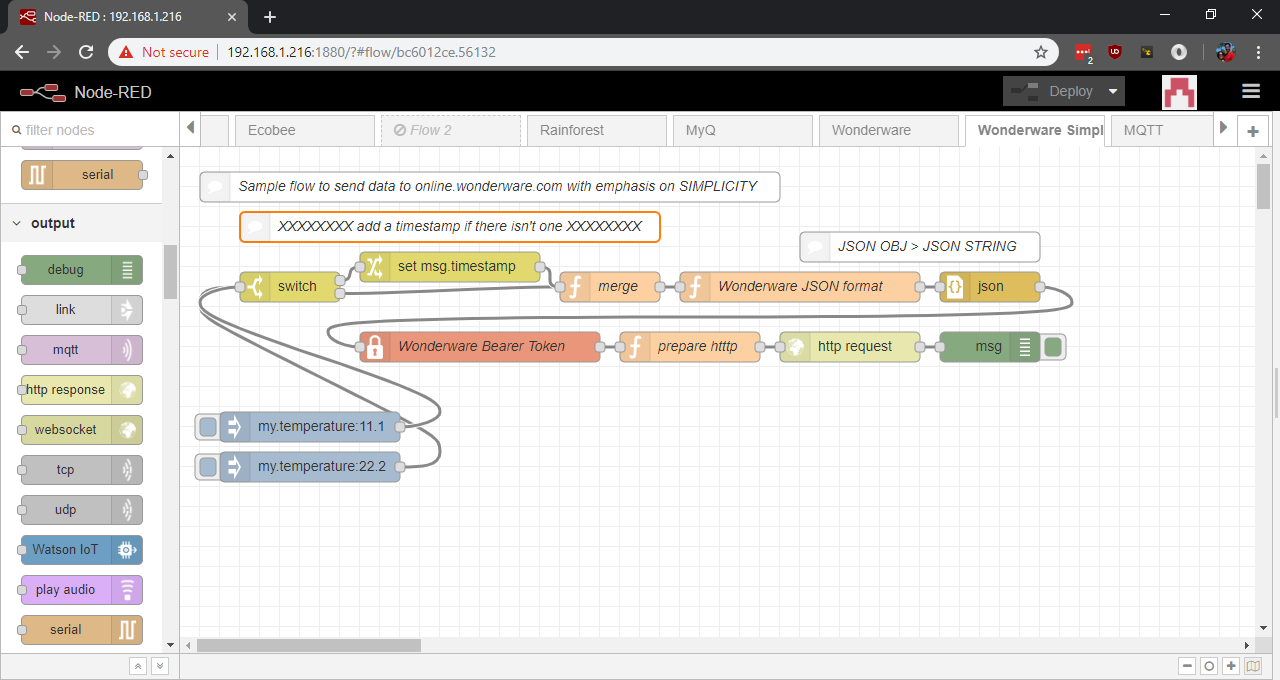 Node-RED : 192.168.1.216
Not secure
192.168.1.216:1880/?#flow/bc6012ce.56132
2
UD
Node-RED
Deploy
filter nodes
Ecobee
Flow 2
Rainforest
MyQ
Wonderware
Wonderware Simpl
MQTT
serial
output
debug
link
mqtt
http response
websocket
tcp
udp
Watson IoT
play audio
serial
Sample flow to send data to online.wonderware.com with emphasis on SIMPLICITY
XXXXXXXX add a timestamp if there isn't one XXXXXXXX
JSON OBJ > JSON STRING
switch
set msg.timestamp
merge
Wonderware JSON format
json
Wonderware Bearer Token
prepare htttp
http request
msg
my.temperature:11.1
my.temperature:22.2